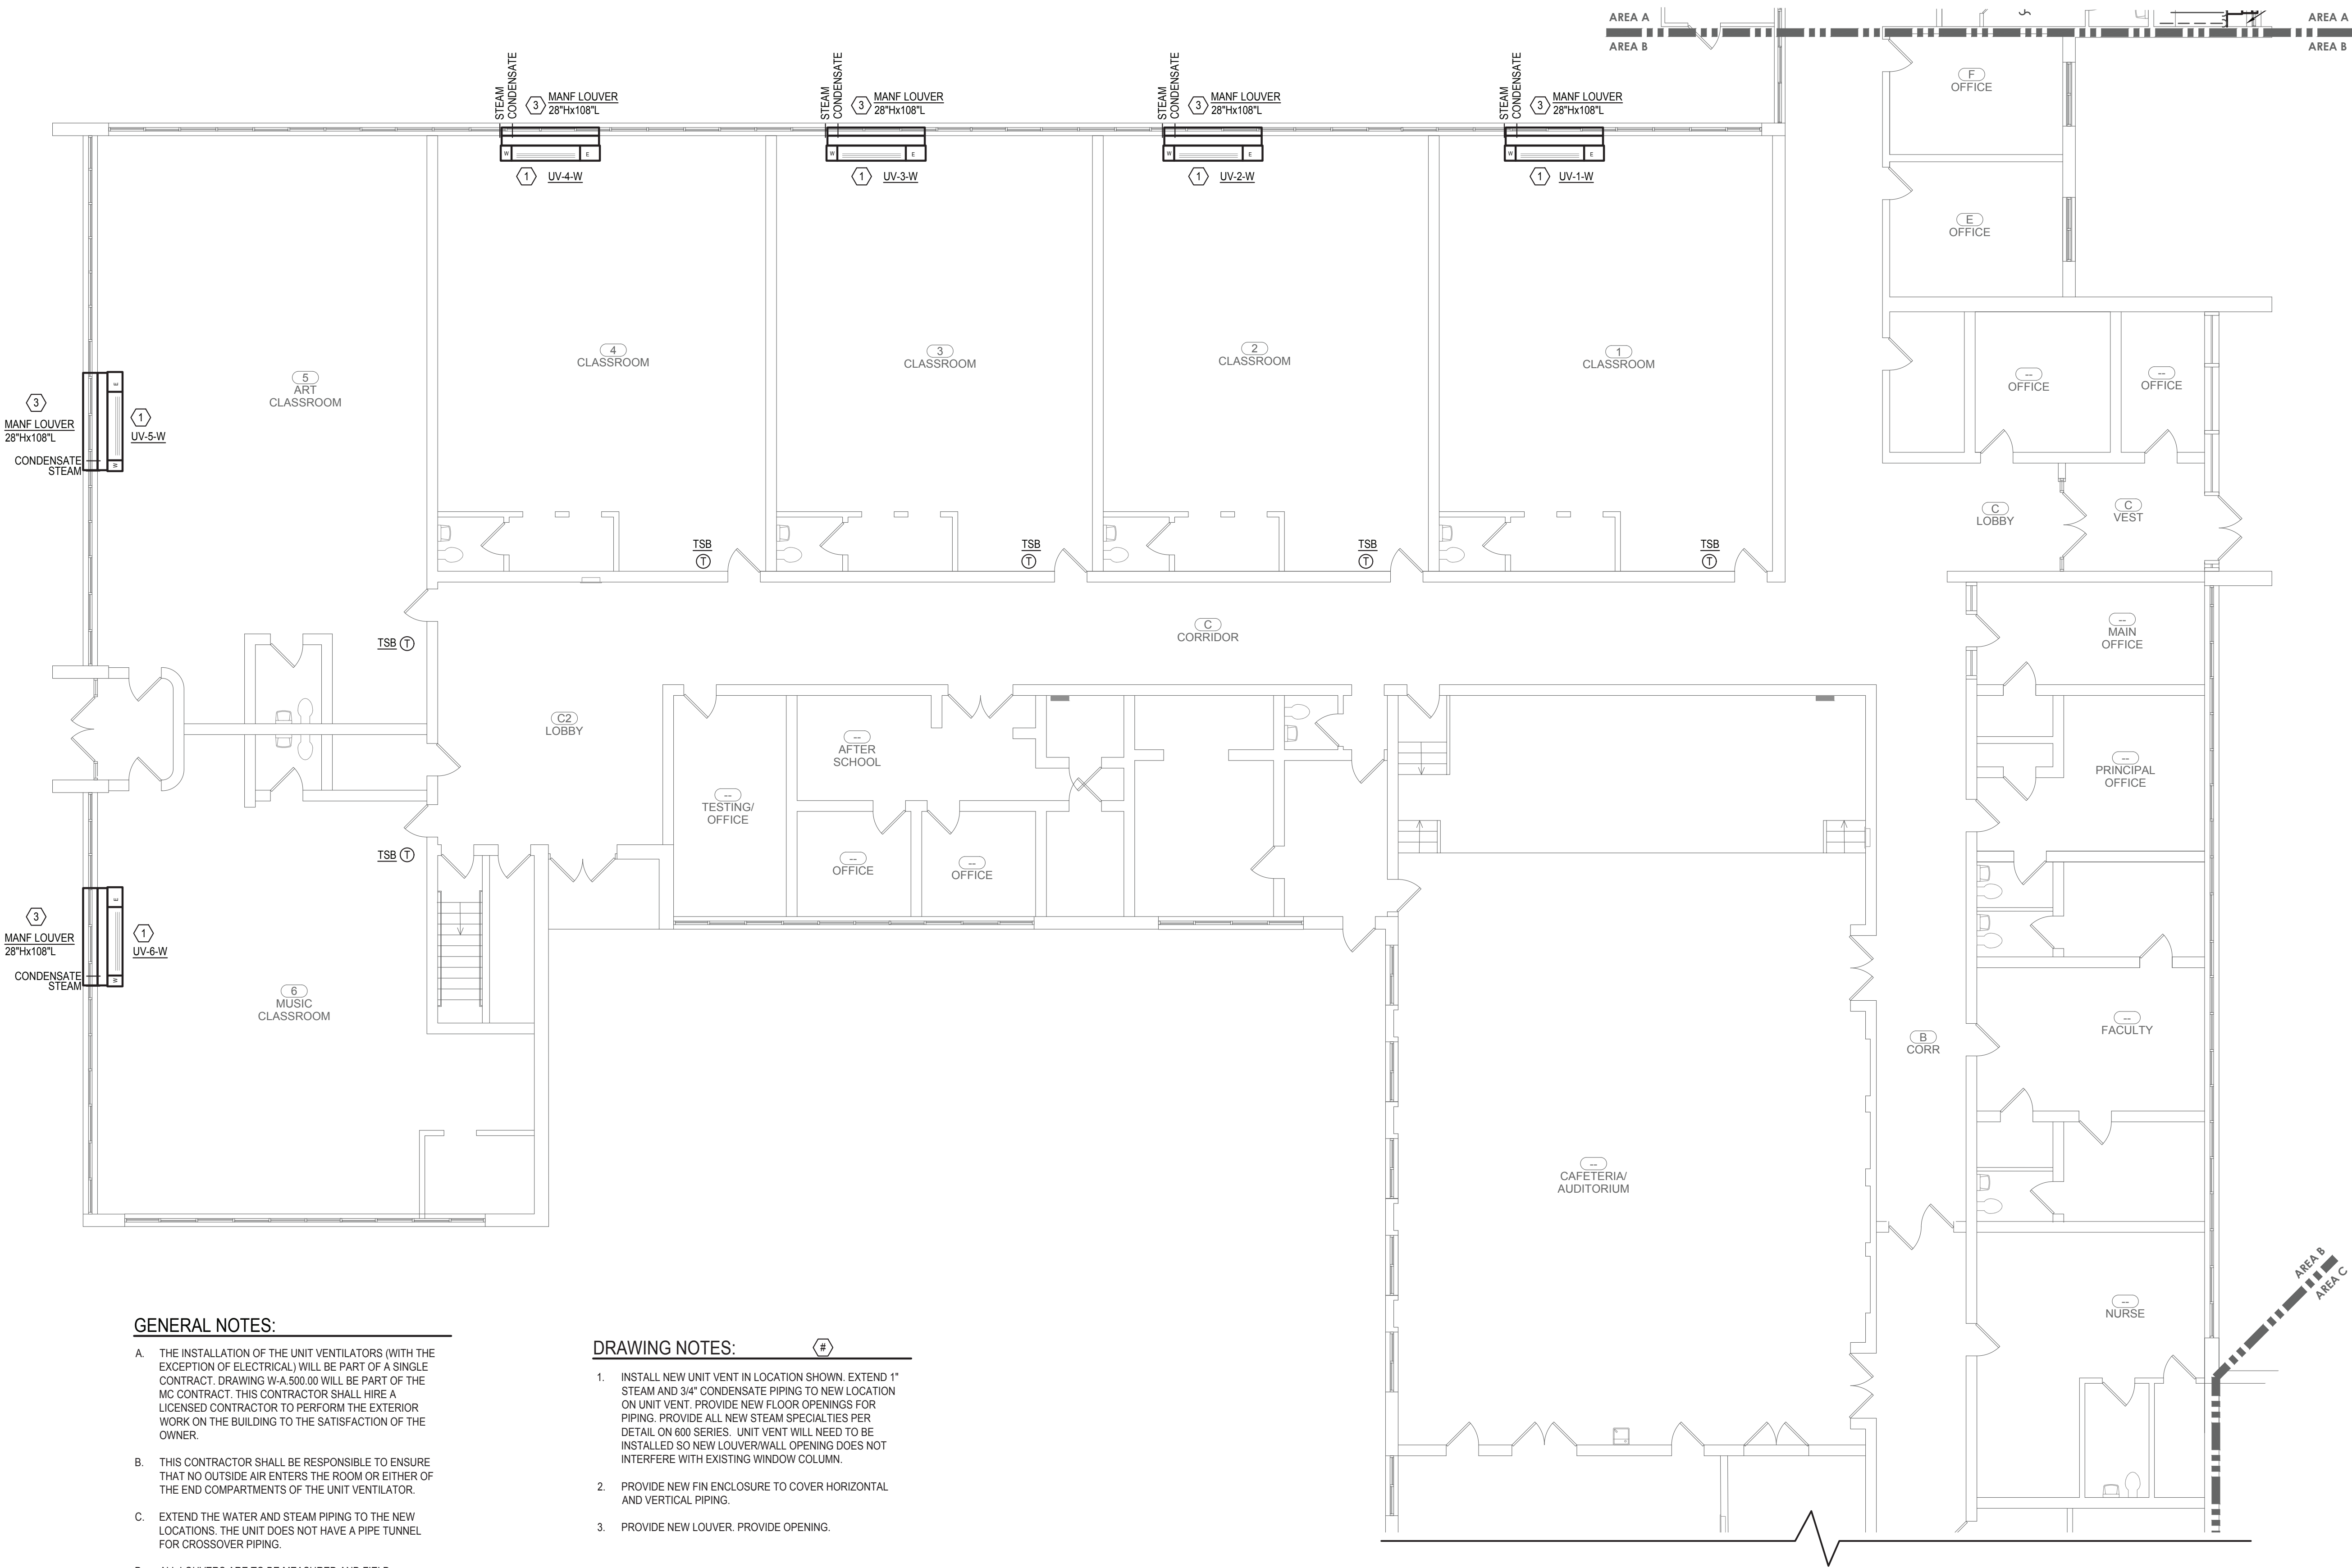 AREA A
AREA B
AREA A
AREA B
STEAM
CONDENSATE
3 MANF LOUVER
28"Hx108"L
STEAM
CONDENSATE
3 MANF LOUVER
28"Hx108"L
STEAM
CONDENSATE
3 MANF LOUVER
28"Hx108"L
STEAM
CONDENSATE
3 MANF LOUVER
28"Hx108"L
W E
W E
W E
W E
1 UV-4-W
1 UV-3-W
1 UV-2-W
1 UV-1-W
F
OFFICE
E
OFFICE
4
CLASSROOM
3
CLASSROOM
2
CLASSROOM
1
CLASSROOM
5
ART
CLASSROOM
--
OFFICE
--
OFFICE
3
MANF LOUVER
28"Hx108"L
CONDENSATE
STEAM
E
W
1
UV-5-W
C
LOBBY
C
VEST
TSB
T
TSB
T
TSB
T
TSB
T
TSB T
C
CORRIDOR
--
MAIN
OFFICE
C2
LOBBY
--
AFTER
SCHOOL
--
TESTING/
OFFICE
--
PRINCIPAL
OFFICE
TSB T
--
OFFICE
--
OFFICE
3
MANF LOUVER
28"Hx108"L
CONDENSATE
STEAM
E
W
1
UV-6-W
6
MUSIC
CLASSROOM
--
FACULTY
B
CORR
--
CAFETERIA/
AUDITORIUM
--
NURSE
AREA B
AREA C
GENERAL NOTES:
A. THE INSTALLATION OF THE UNIT VENTILATORS (WITH THE
EXCEPTION OF ELECTRICAL) WILL BE PART OF A SINGLE
CONTRACT. DRAWING W-A.500.00 WILL BE PART OF THE
MC CONTRACT. THIS CONTRACTOR SHALL HIRE A
LICENSED CONTRACTOR TO PERFORM THE EXTERIOR
WORK ON THE BUILDING TO THE SATISFACTION OF THE
OWNER.
B. THIS CONTRACTOR SHALL BE RESPONSIBLE TO ENSURE
THAT NO OUTSIDE AIR ENTERS THE ROOM OR EITHER OF
THE END COMPARTMENTS OF THE UNIT VENTILATOR.
C. EXTEND THE WATER AND STEAM PIPING TO THE NEW
LOCATIONS. THE UNIT DOES NOT HAVE A PIPE TUNNEL
FOR CROSSOVER PIPING.
DRAWING NOTES: #
1. INSTALL NEW UNIT VENT IN LOCATION SHOWN. EXTEND 1"
STEAM AND 3/4" CONDENSATE PIPING TO NEW LOCATION
ON UNIT VENT. PROVIDE NEW FLOOR OPENINGS FOR
PIPING. PROVIDE ALL NEW STEAM SPECIALTIES PER
DETAIL ON 600 SERIES. UNIT VENT WILL NEED TO BE
INSTALLED SO NEW LOUVER/WALL OPENING DOES NOT
INTERFERE WITH EXISTING WINDOW COLUMN.
2. PROVIDE NEW FIN ENCLOSURE TO COVER HORIZONTAL
AND VERTICAL PIPING.
3. PROVIDE NEW LOUVER. PROVIDE OPENING.